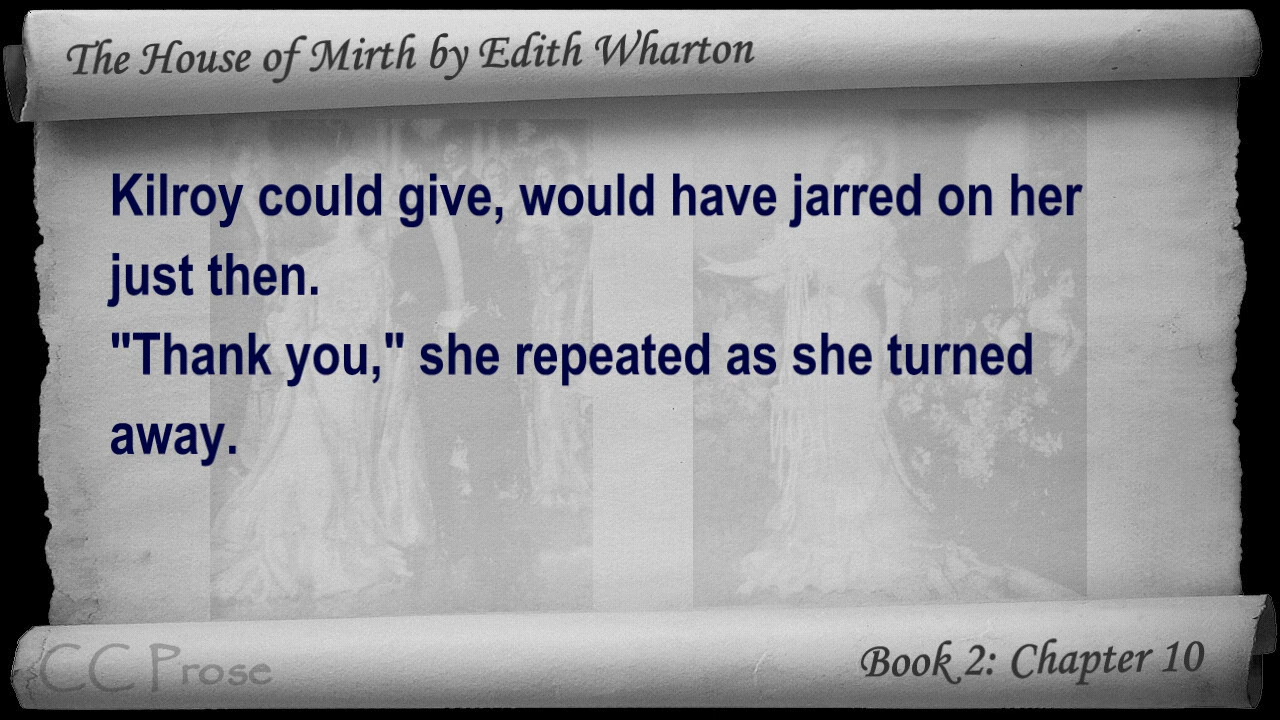 The House of Mirth by Edith Wharton
Kilroy could give, would have jarred on her
just then.
"Thank you," she repeated as she turned
away.
CC Prose
Book 2: Chapter 10